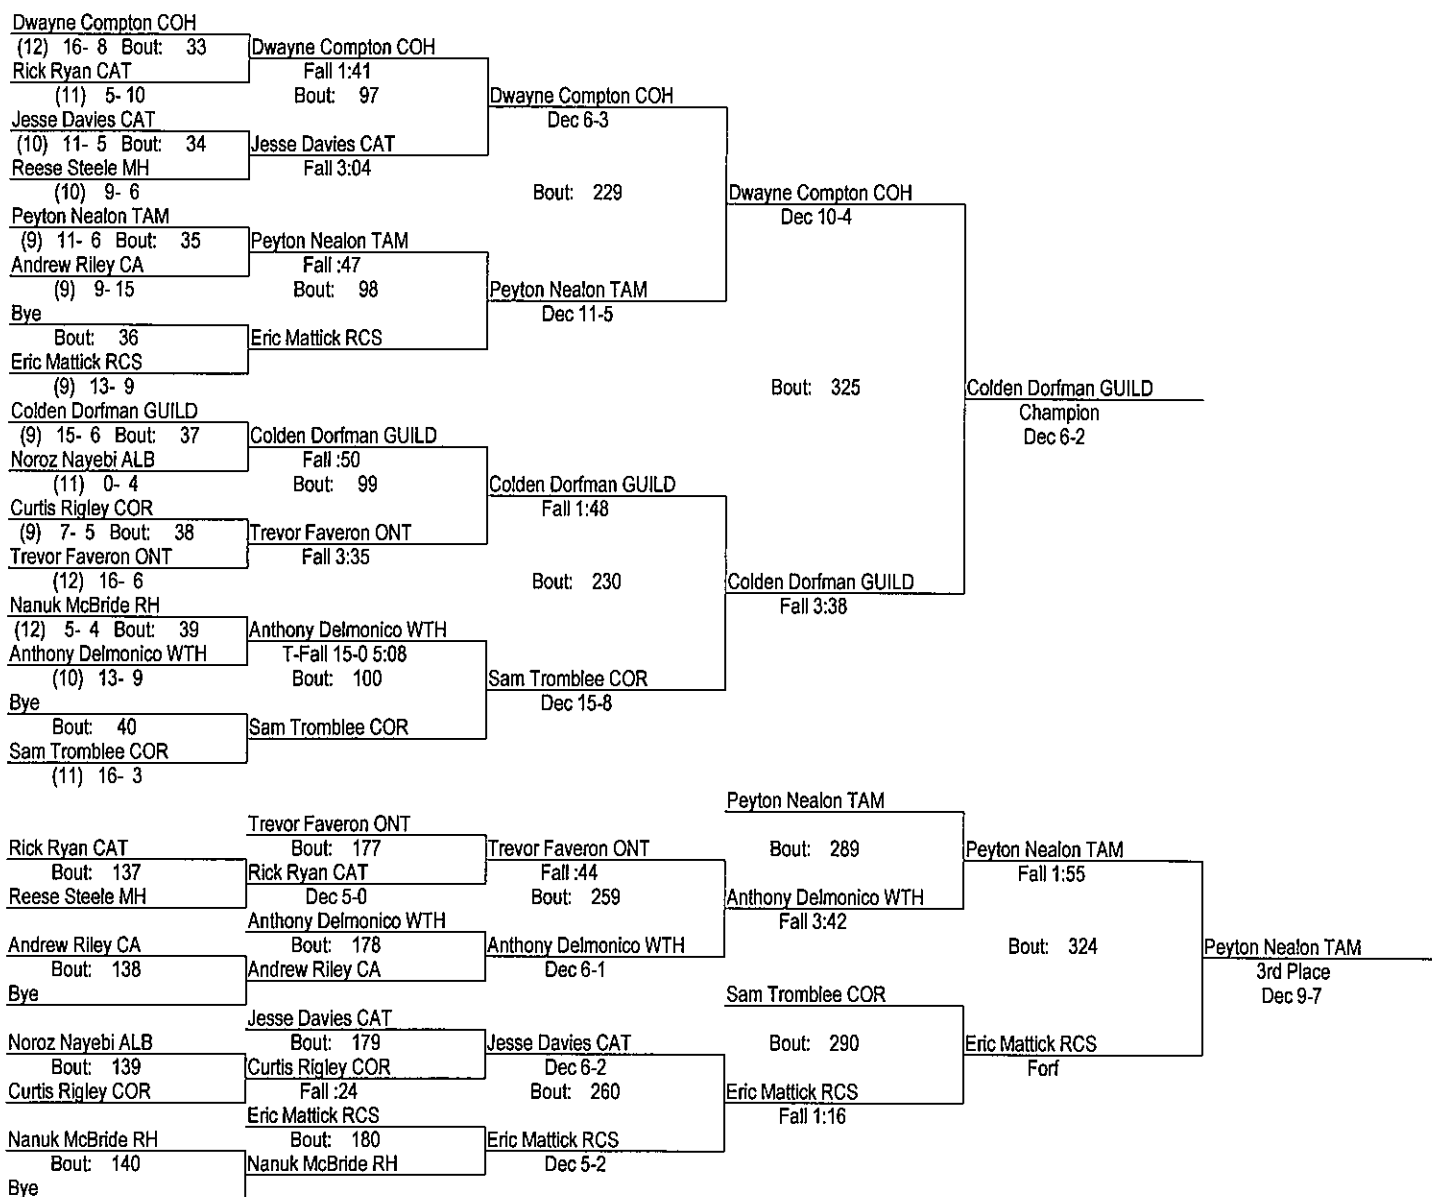 Dwayne Compton COH
(12) 16- 8 Bout: 33
Rick Ryan CAT
(11) 5- 10
Jesse Davies CAT
(10) 11- 5 Bout: 34
Reese Steele MH
(10) 9- 6
Peyton Nealon TAM
(9) 11- 6 Bout: 35
Andrew Riley CA
(9) 9- 15
Bye
Bout: 36
Eric Mattick RCS
(9) 13- 9
Colden Dorfman GUILD
(9) 15- 6 Bout: 37
Noroz Nayebi ALB
(11) 0- 4
Curtis Rigley COR
(9) 7- 5 Bout: 38
Trevor Faveron ONT
(12) 16- 6
Nanuk McBride RH
(12) 5- 4 Bout: 39
Anthony Delmonico WTH
(10) 13- 9
Bye
Bout: 40
Sam Tromblee COR
(11) 16- 3
Dwayne Compton COH
Fall 1:41
Bout: 97
Jesse Davies CAT
Fall 3:04
Peyton Nealon TAM
Fall :47
Bout: 98
Eric Mattick RCS
Colden Dorfman GUILD
Fall :50
Bout: 99
Trevor Faveron ONT
Fall 3:35
Anthony Delmonico WTH
T-Fall 15-0 5:08
Bout: 100
Sam Tromblee COR
Dwayne Compton COH
Dec 6-3
Bout: 229
Peyton Nealon TAM
Dec 11-5
Colden Dorfman GUILD
Fall 1:48
Bout: 230
Sam Tromblee COR
Dec 15-8
Dwayne Compton COH
Dec 10-4
Bout: 325
Colden Dorfman GUILD
Fall 3:38
Colden Dorfman GUILD
Champion
Dec 6-2
Rick Ryan CAT
Bout: 137
Reese Steele MH
Andrew Riley CA
Bout: 138
Bye
Noroz Nayebi ALB
Bout: 139
Curtis Rigley COR
Nanuk McBride RH
Bout: 140
Bye
Trevor Faveron ONT
Bout: 177
Rick Ryan CAT
Dec 5-0
Anthony Delmonico WTH
Bout: 178
Andrew Riley CA
Jesse Davies CAT
Bout: 179
Curtis Rigley COR
Fall :24
Eric Mattick RCS
Bout: 180
Nanuk McBride RH
Trevor Faveron ONT
Fall :44
Bout: 259
Anthony Delmonico WTH
Dec 6-1
Jesse Davies CAT
Dec 6-2
Bout: 260
Eric Mattick RCS
Dec 5-2
Peyton Nealon TAM
Bout: 289
Anthony Delmonico WTH
Fall 3:42
Sam Tromblee COR
Bout: 290
Eric Mattick RCS
Fall 1:16
Peyton Nealon TAM
Fall 1:55
Bout: 324
Eric Mattick RCS
Forf
Peyton Nealon TAM
3rd Place
Dec 9-7